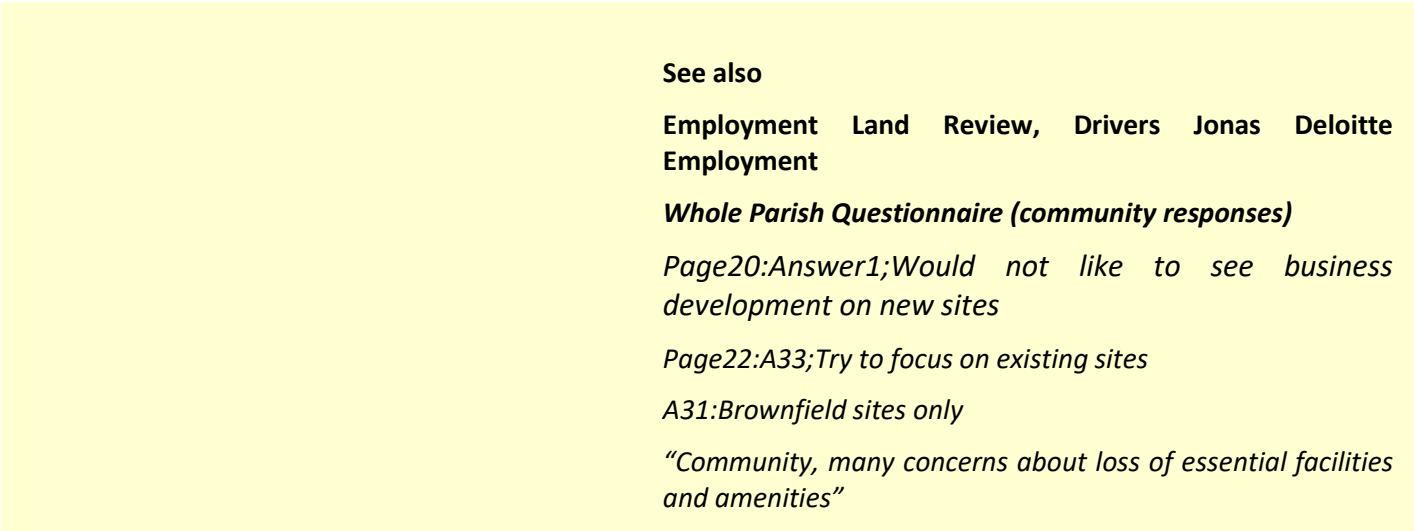 See also
Employment Land Review, Drivers Jonas Deloitte
Employment
Whole Parish Questionnaire (community responses)
Page20:Answer1;Would not like to see business
development on new sites
Page22:A33;Try to focus on existing sites
A31:Brownfield sites only
“Community, many concerns about loss of essential facilities
and amenities”